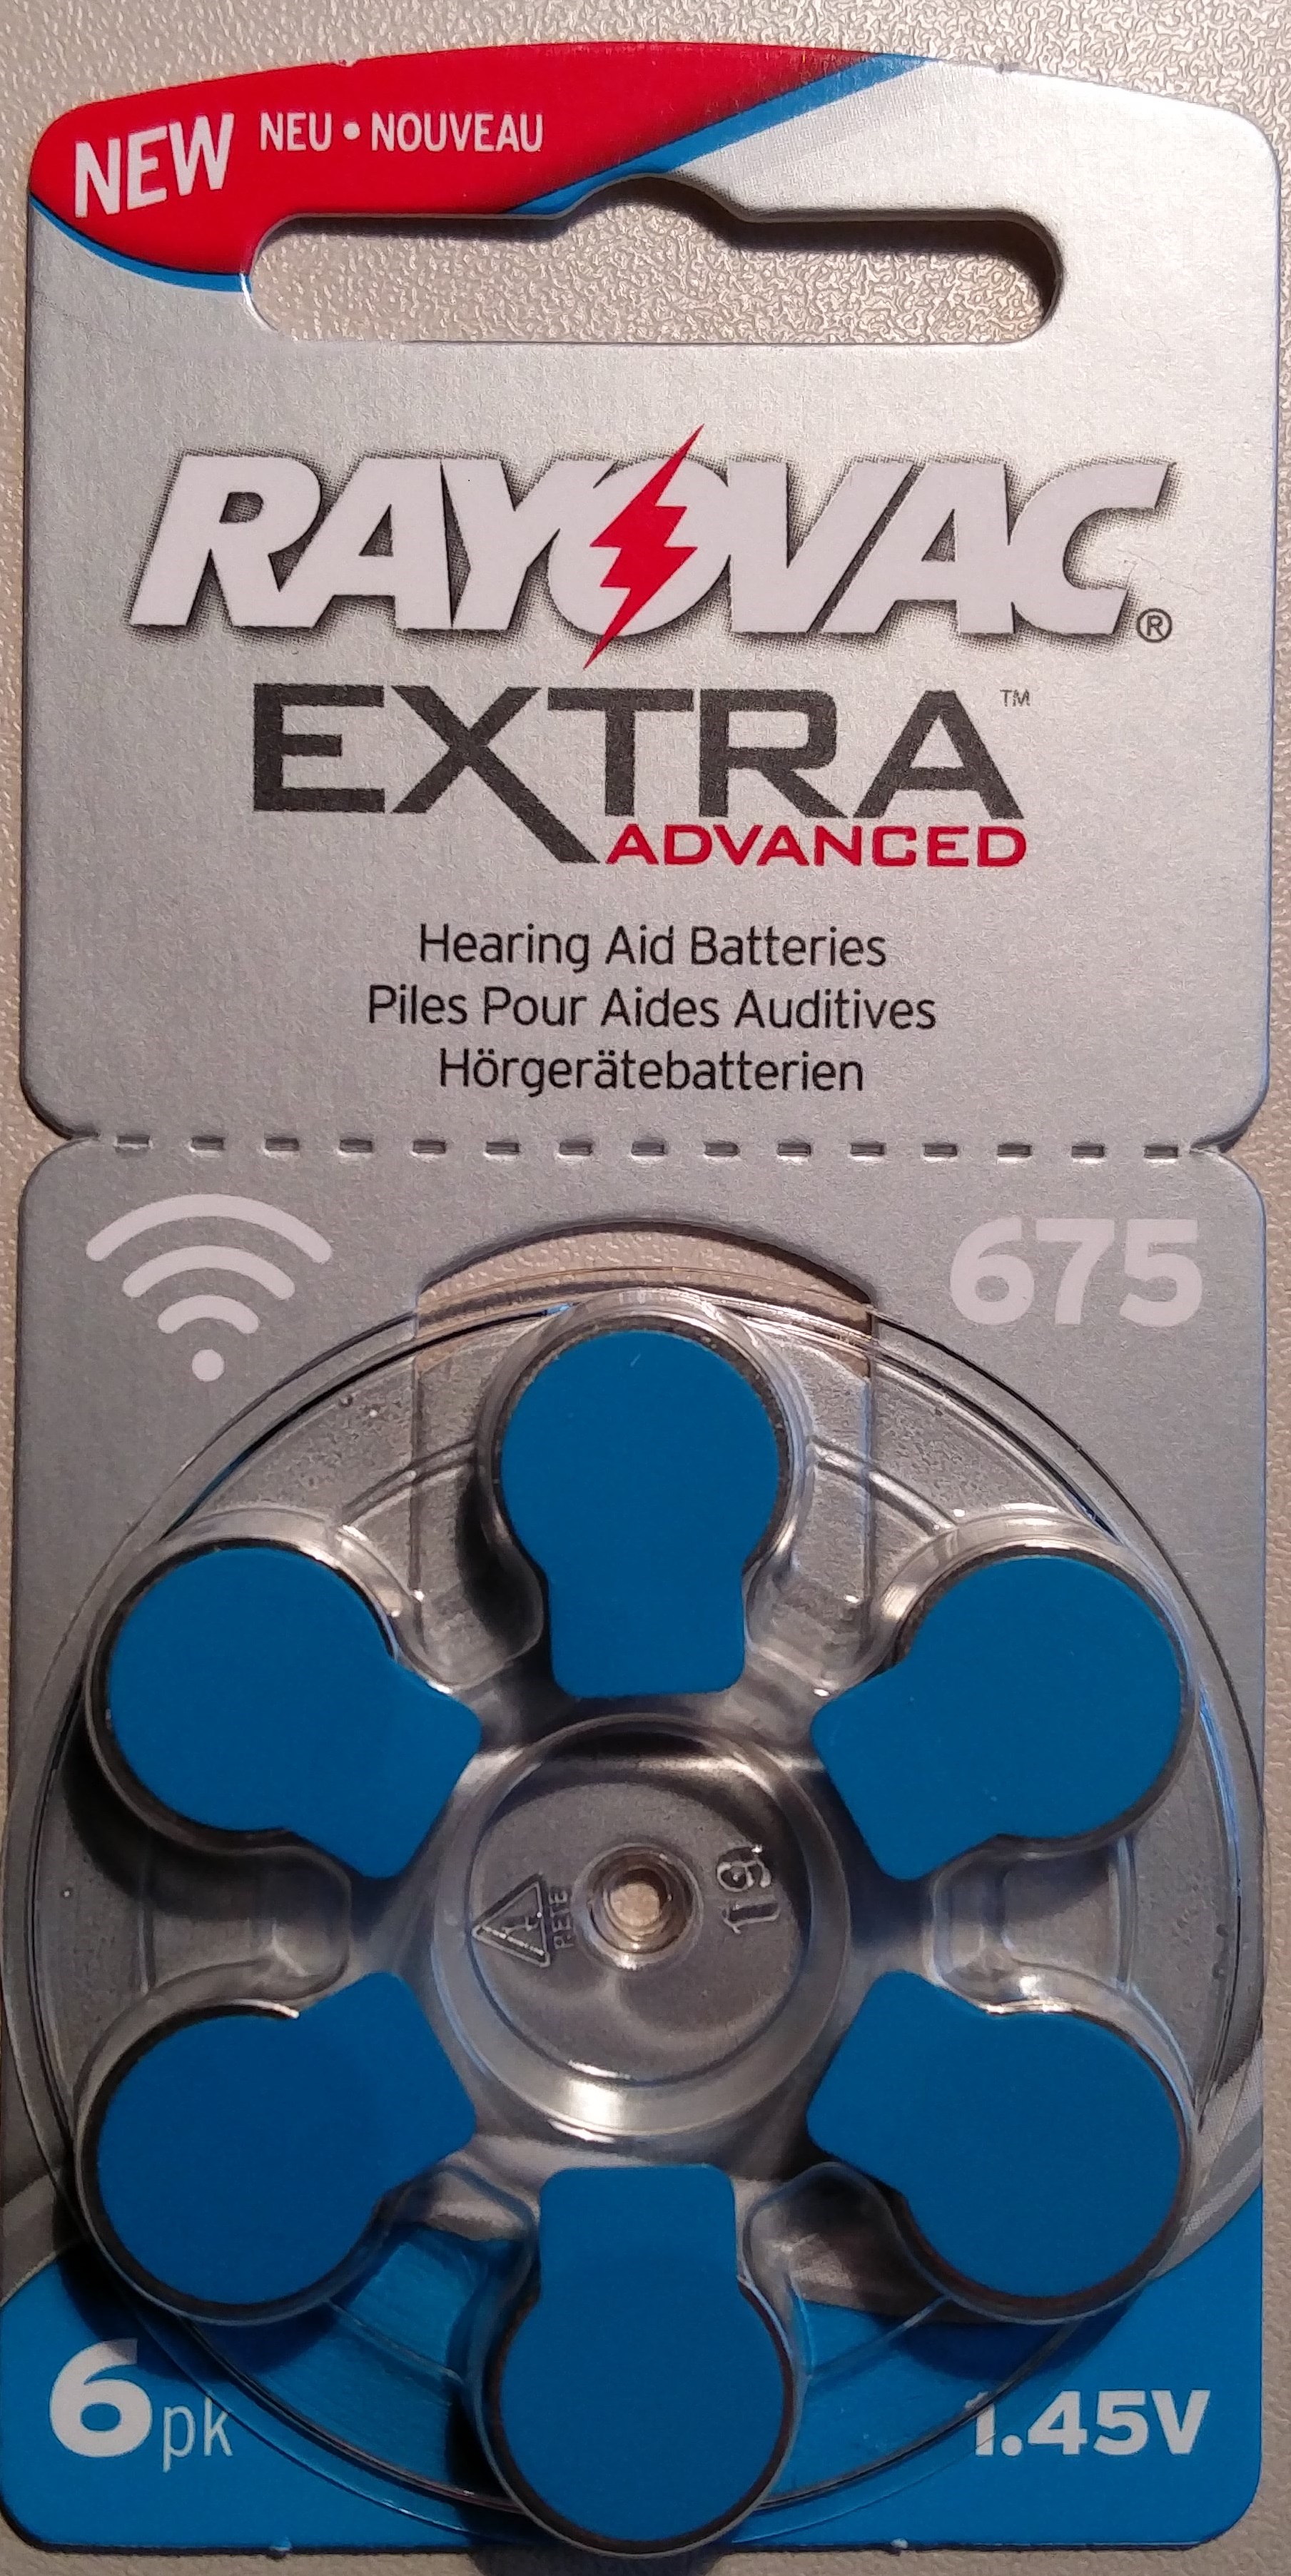 NEW NEU • NOUVEAU
RAYOVAC®
EXTRA™
ADVANCED
Hearing Aid Batteries
Piles Pour Aides Auditives
Hörgerätebatterien
675
1
PETE
19
6pk
1.45V